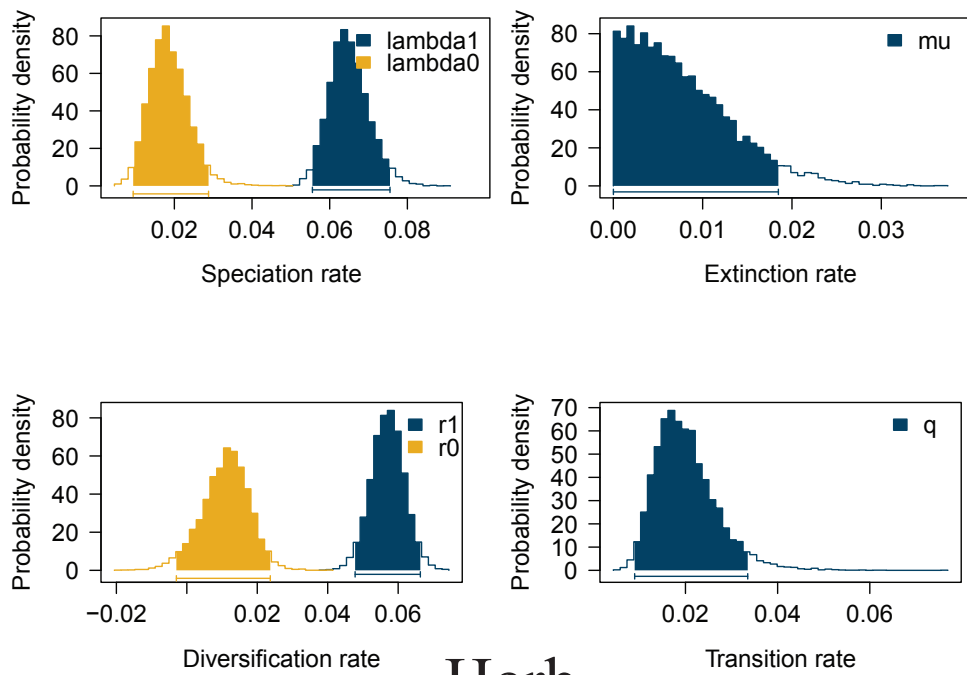 Probability density
80
60
40
20
0
lambda1
lambda0
0.02 0.04 0.06 0.08
Speciation rate
Probability density
80
60
40
20
0
mu
0.00 0.01 0.02 0.03
Extinction rate
Probability density
80
60
40
20
0
r1
r0
−0.02 0.02 0.04 0.06
Diversification rate
Probability density
70
60
50
40
30
20
10
0
q
0.02 0.04 0.06
Transition rate